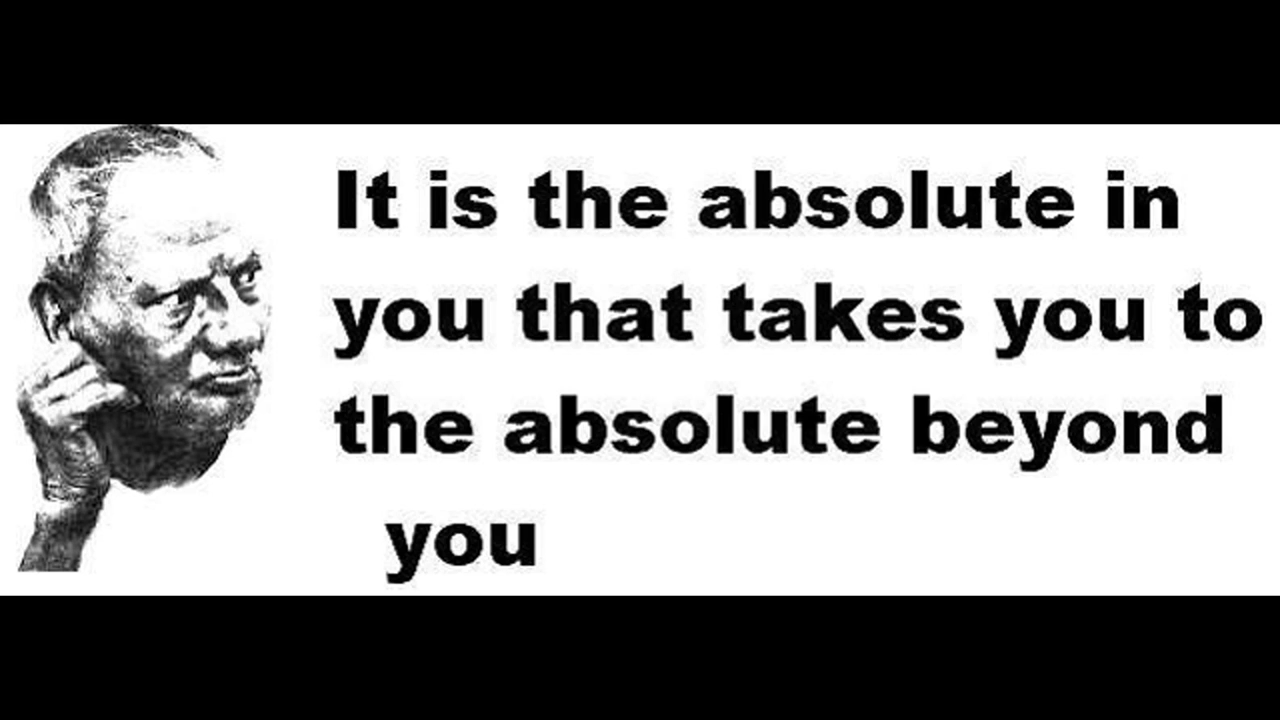 It is the absolute in
you that takes you to
the absolute beyond
you